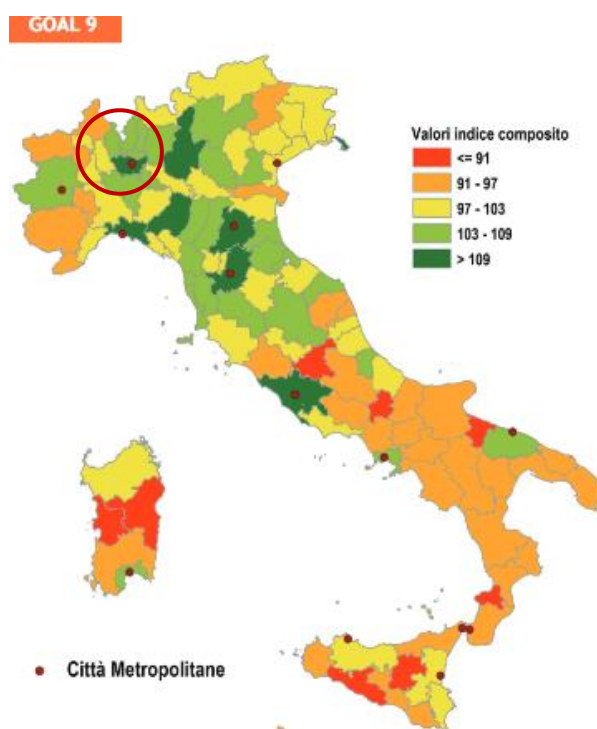 GOAL 9
Valori indice composito
<= 91
91 - 97
97 - 103
103 - 109
> 109
Città Metropolitane